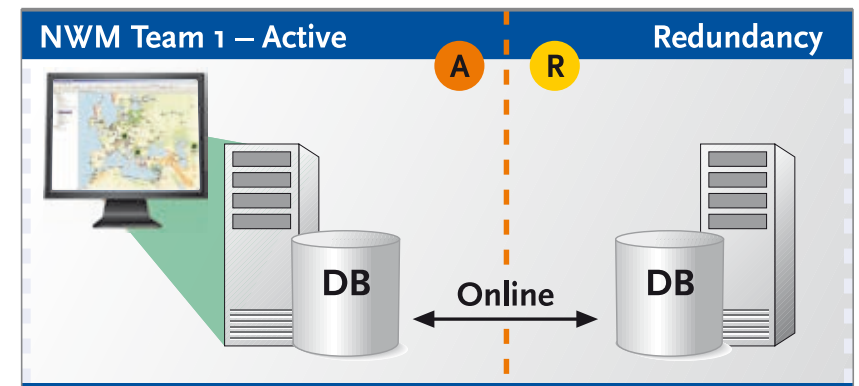 NWM Team 1 – Active
Redundancy
A
R
DB
Online
DB